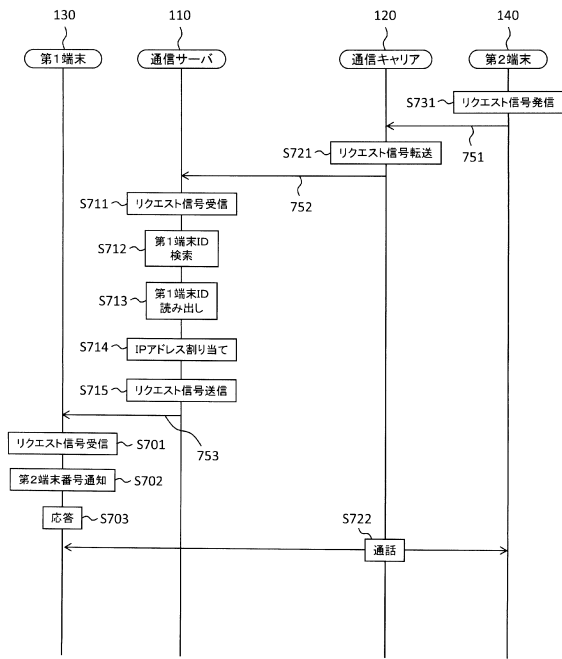 130
110
120
140
第1端末
通信サーバ
通信キャリア
第2端末
S731
リクエスト信号発信
751
S721
リクエスト信号転送
752
S711
リクエスト信号受信
S712
第1端末ID
検索
S713
第1端末ID
読み出し
S714
IPアドレス割り当て
S715
リクエスト信号送信
753
リクエスト信号受信
S701
第2端末番号通知
S702
応答
S703
S722
通話